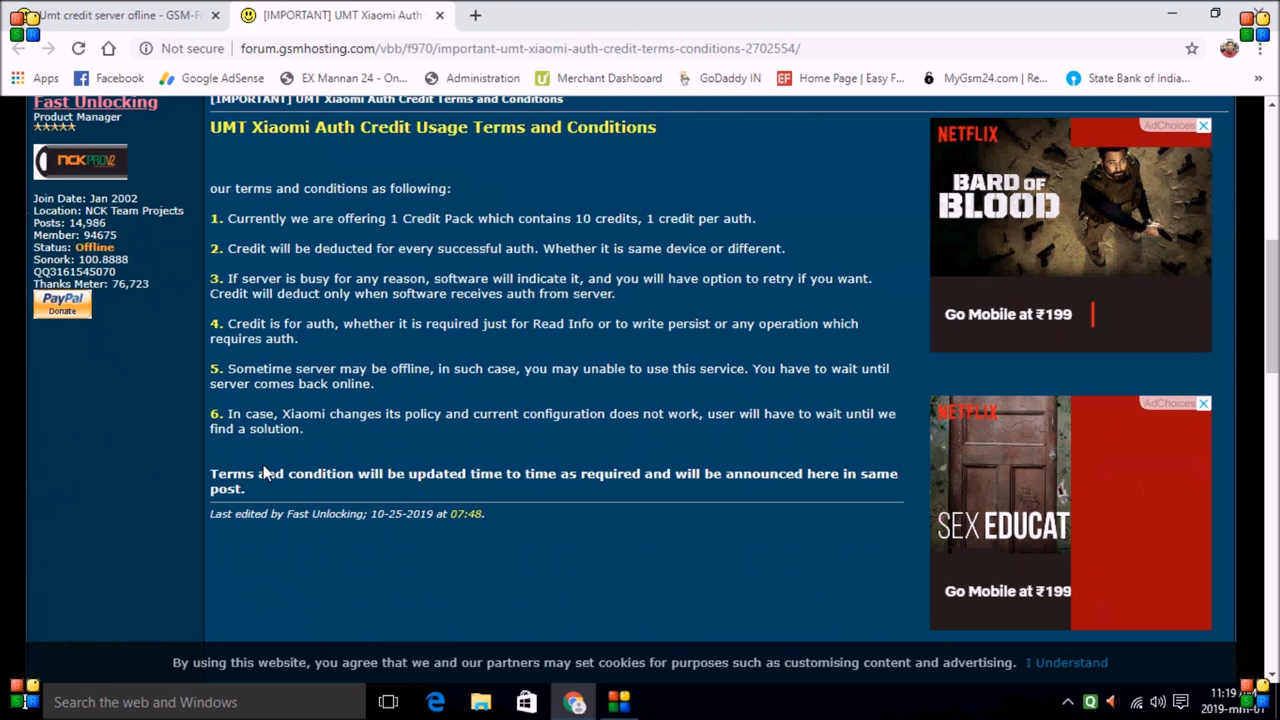 Umt credit server ofline - GSM-F
[IMPORTANT] UMT Xiaomi Auth
Not secure
forum.gsmhosting.com/vbb/f970/important-umt-xiaomi-auth-credit-terms-conditions-2702554/
Apps
Facebook
Google AdSense
EX Mannan 24 - On...
Administration
Merchant Dashboard
GoDaddy IN
Home Page | Easy F...
MyGsm24.com | Re...
State Bank of India...
Fast Unlocking
Product Manager
NCKPRO
Join Date: Jan 2002
Location: NCK Team Projects
Posts: 14,986
Member: 94675
Status: Offline
Sonork: 100.8888
QQ3161545070
Thanks Meter: 76,723
PayPal
Donate
[IMPORTANT] UMT Xiaomi Auth Credit Terms and Conditions
UMT Xiaomi Auth Credit Usage Terms and Conditions
our terms and conditions as following:
1. Currently we are offering 1 Credit Pack which contains 10 credits, 1 credit per auth.
2. Credit will be deducted for every successful auth. Whether it is same device or different.
3. If server is busy for any reason, software will indicate it, and you will have option to retry if you want.
Credit will deduct only when software receives auth from server.
4. Credit is for auth, whether it is required just for Read Info or to write persist or any operation which
requires auth.
5. Sometime server may be offline, in such case, you may unable to use this service. You have to wait until
server comes back online.
6. In case, Xiaomi changes its policy and current configuration does not work, user will have to wait until we
find a solution.
Terms and condition will be updated time to time as required and will be announced here in same
post.
Last edited by Fast Unlocking; 10-25-2019 at 07:48.
AdChoices
NETFLIX
BARD OF
BLOOD
Go Mobile at ₹199
AdChoices
NETFLIX
SEX EDUCAT
Go Mobile at ₹199
By using this website, you agree that we and our partners may set cookies for purposes such as customising content and advertising. I Understand
Search the web and Windows
11:19
2019-mm-01